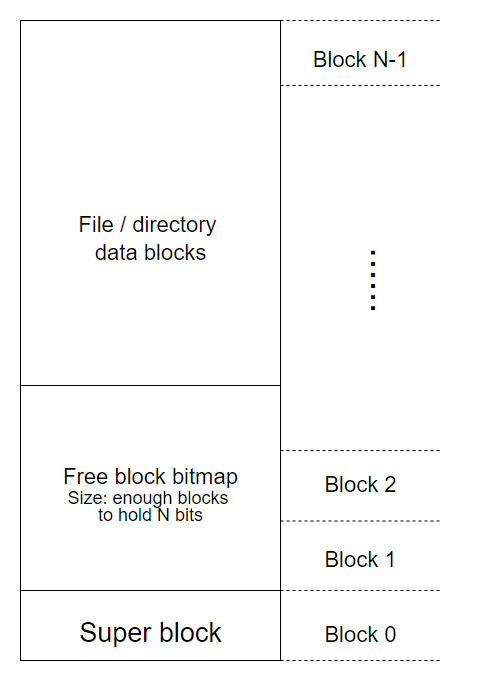 Block N-1
File / directory
data blocks
Free block bitmap
Size: enough blocks
to hold N bits
Block 2
Block 1
Super block
Block 0